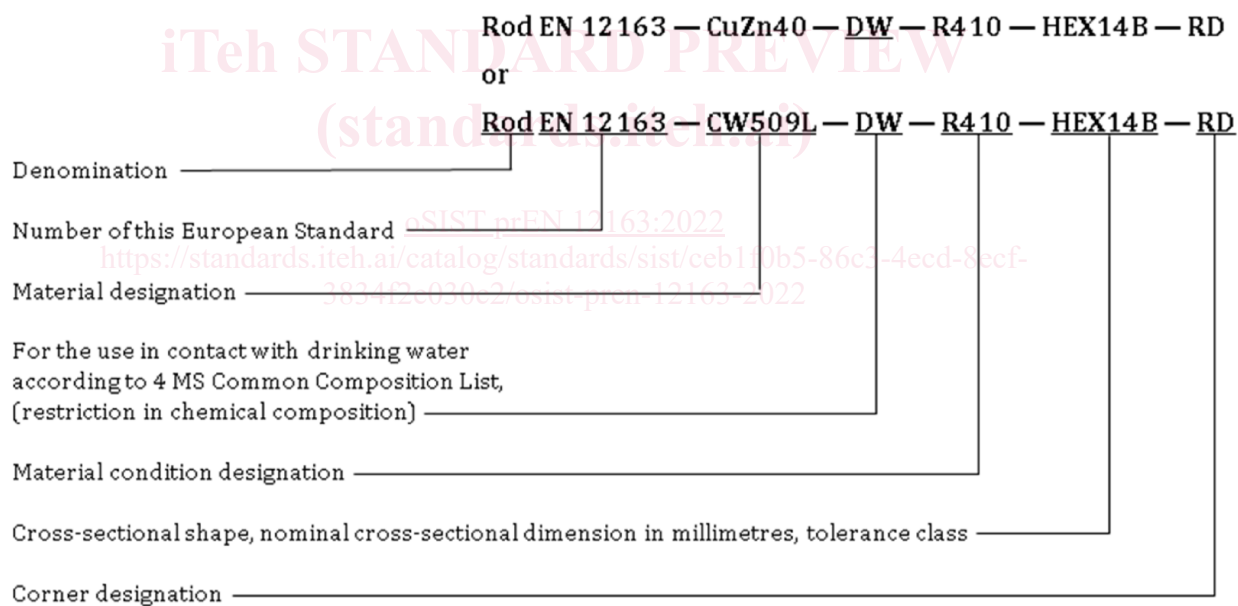 Rod EN 12163 — CuZn40 — DW — R410 — HEX14B — RD
iTeh STANDARD PREVIEW
or
(standards.iteh.ai)
Rod EN 12163 — CW509L — DW — R410 — HEX14B — RD
Denomination
oSIST prEN 12163:2022
Number of this European Standard
https://standards.iteh.ai/catalog/standards/sist/ceb1f0b5-86c3-4ecd-8ecf-
Material designation
3834f2c030c2/osist-pren-12163-2022
For the use in contact with drinking water
according to 4 MS Common Composition List,
(restriction in chemical composition)
Material condition designation
Cross-sectional shape, nominal cross-sectional dimension in millimetres, tolerance class
Corner designation